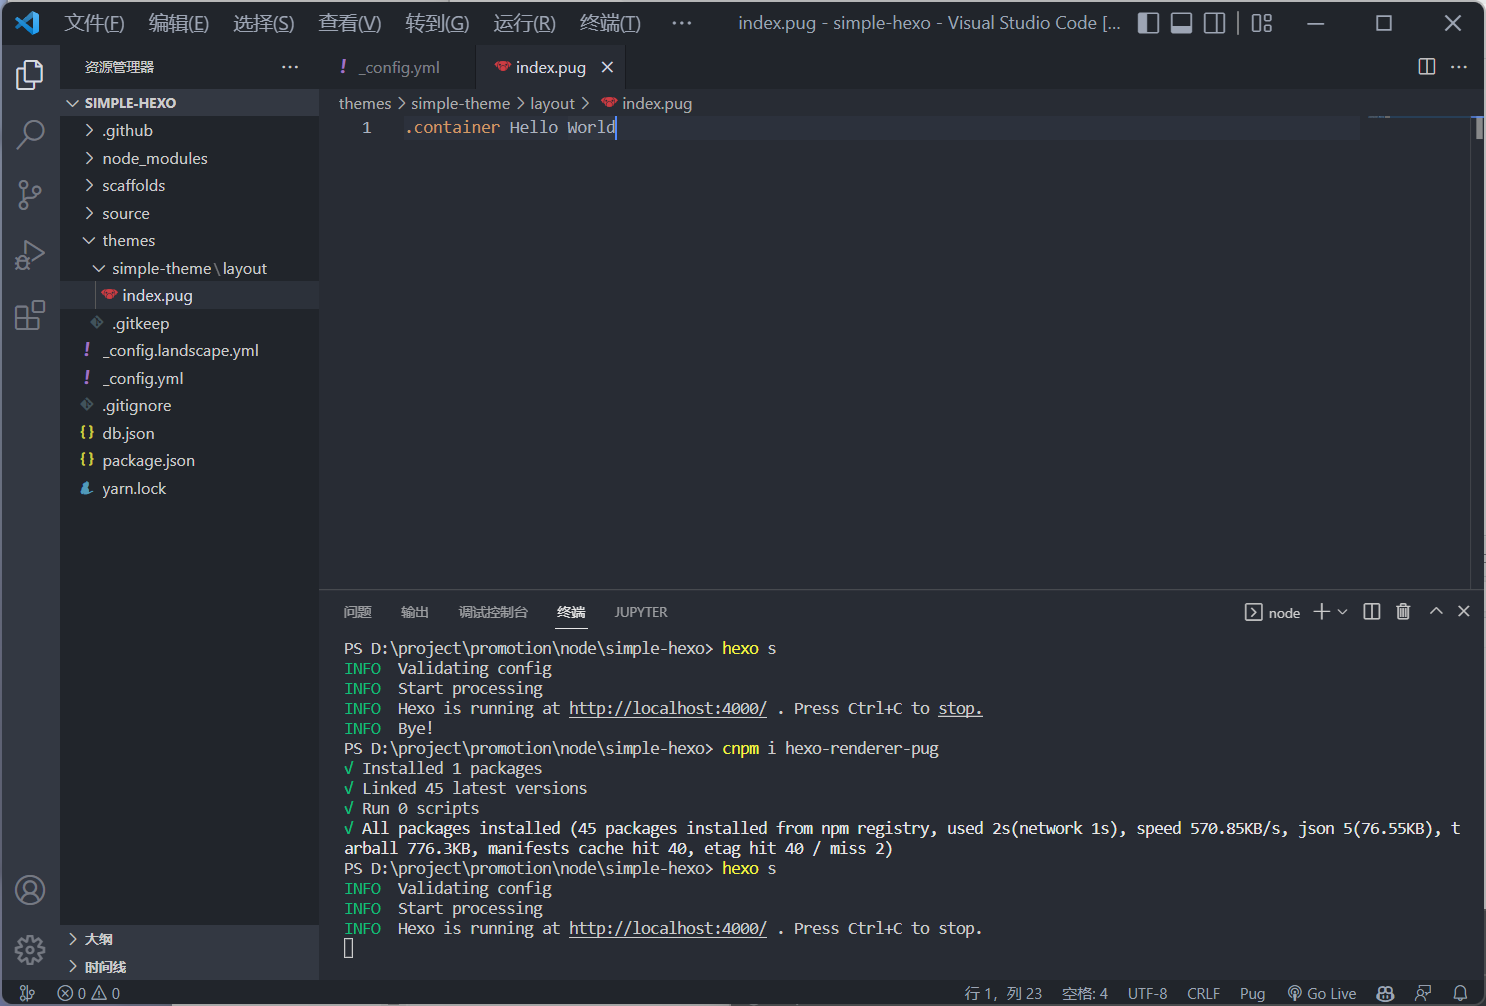 文件(F) 编辑(E) 选择(S) 查看(V) 转到(G) 运行(R) 终端(T) ··· index.pug - simple-hexo - Visual Studio Code [...
资源管理器 ···
SIMPLE-HEXO
.github
node_modules
scaffolds
source
themes
simple-theme\layout
index.pug
.gitkeep
_config.landscape.yml
_config.yml
.gitignore
db.json
package.json
yarn.lock
大纲
时间线
! _config.yml index.pug
themes > simple-theme > layout > index.pug
1 .container Hello World
问题 输出 调试控制台 终端 JUPYTER node
PS D:\project\promotion\node\simple-hexo> hexo s
INFO Validating config
INFO Start processing
INFO Hexo is running at http://localhost:4000/ . Press Ctrl+C to stop.
INFO Bye!
PS D:\project\promotion\node\simple-hexo> cnpm i hexo-renderer-pug
√ Installed 1 packages
√ Linked 45 latest versions
√ Run 0 scripts
√ All packages installed (45 packages installed from npm registry, used 2s(network 1s), speed 570.85KB/s, json 5(76.55KB), t
arball 776.3KB, manifests cache hit 40, etag hit 40 / miss 2)
PS D:\project\promotion\node\simple-hexo> hexo s
INFO Validating config
INFO Start processing
INFO Hexo is running at http://localhost:4000/ . Press Ctrl+C to stop.
0 0 行 1，列 23 空格: 4 UTF-8 CRLF Pug Go Live